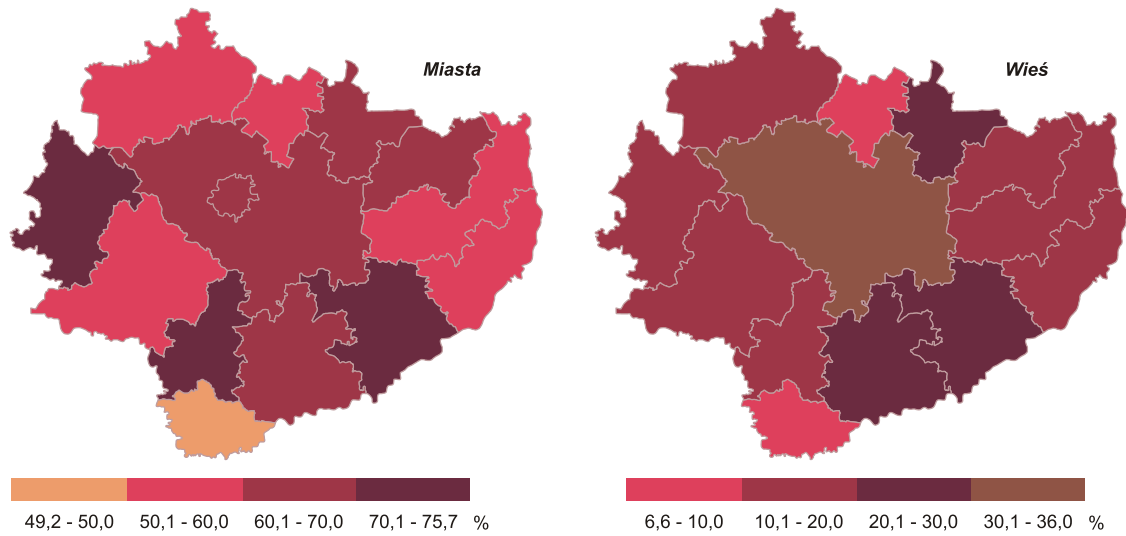 Miasta
Wieś
49,2 - 50,0 50,1 - 60,0 60,1 - 70,0 70,1 - 75,7 %
6,6 - 10,0 10,1 - 20,0 20,1 - 30,0 30,1 - 36,0 %